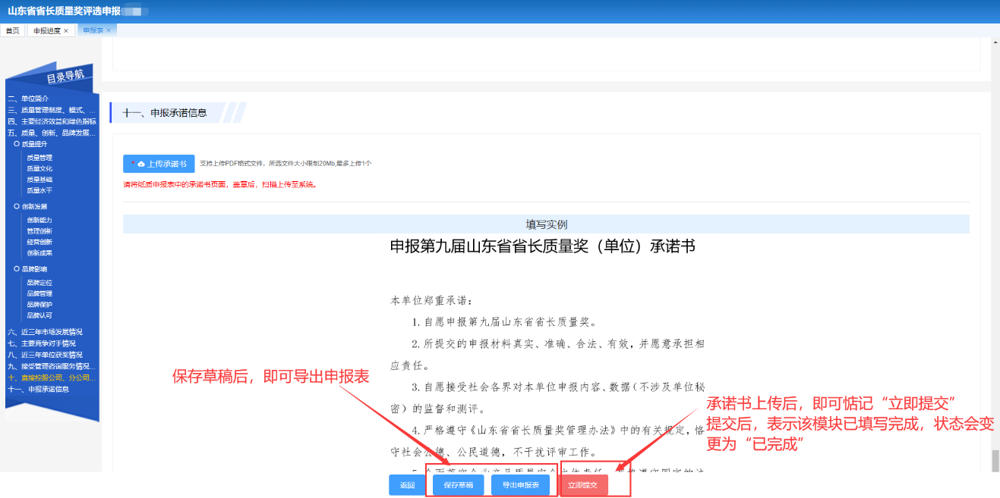 山东省省长质量奖评选申报
首页 申报进度 × 申报表 ×
目录导航
二、单位简介
三、质量管理制度、模式、...
四、主要经济效益和绿色指标
五、质量、创新、品牌发展...
质量提升
质量管理
质量文化
质量基础
质量水平
创新发展
创新能力
管理创新
经营创新
创新成果
品牌影响
品牌定位
品牌管理
品牌保护
品牌认可
六、近三年市场发展情况
七、主要竞争对手情况
八、近三年单位获奖情况
九、接受管理咨询服务情况...
十、直接控股公司、分公司...
十一、申报承诺信息
十一、申报承诺信息
* 上传承诺书 支持上传PDF格式文件，所选文件大小限制20Mb,最多上传1个
请将纸质申报表中的承诺书页面，盖章后，扫描上传至系统。
填写实例
申报第九届山东省省长质量奖（单位）承诺书
本单位郑重承诺：
1.自愿申报第九届山东省省长质量奖。
2.所提交的申报材料真实、准确、合法、有效，并愿意承担相
应责任。
3.自愿接受社会各界对本单位申报内容、数据（不涉及单位秘
密）的监督和测评。
4.严格遵守《山东省省长质量奖管理办法》中的有关规定，恪
守社会公德、公民道德，不干扰评审工作。
保存草稿后，即可导出申报表
承诺书上传后，即可惦记“立即提交”
提交后，表示该模块已填写完成，状态会变
更为“已完成”
返回 保存草稿 导出申报表 立即提交